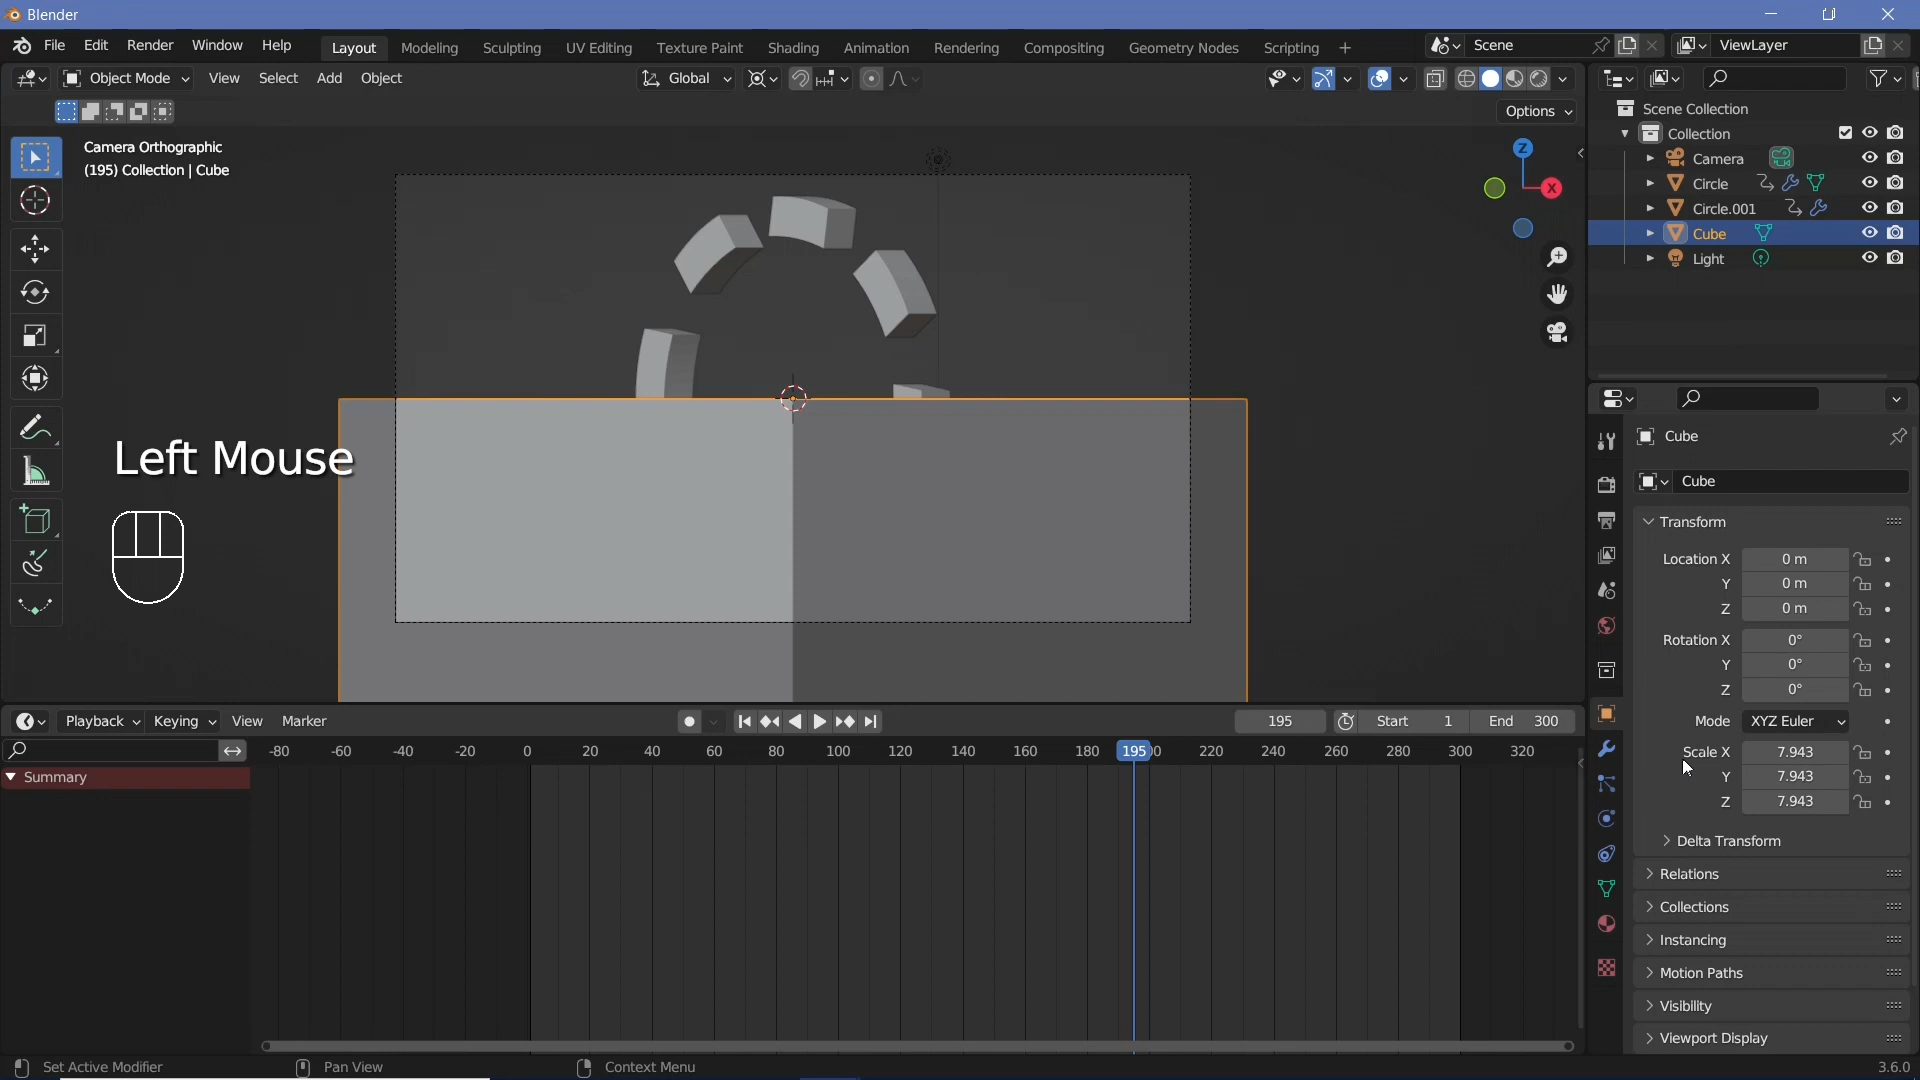 Blender
File Edit Render Window Help
Layout Modeling Sculpting UV Editing Texture Paint Shading Animation Rendering Compositing Geometry Nodes Scripting +
Scene
ViewLayer
Object Mode View Select Add Object
Global
Options
Camera Orthographic
(195) Collection | Cube
Z
X
Left Mouse
Scene Collection
Collection
Camera
Circle
Circle.001
Cube
Light
Cube
Cube
Transform
Location X 0 m
Y 0 m
Z 0 m
Rotation X 0°
Y 0°
Z 0°
Mode XYZ Euler
Scale X 7.943
Y 7.943
Z 7.943
Delta Transform
Relations
Collections
Instancing
Motion Paths
Visibility
Viewport Display
Playback Keying View Marker
195 Start 1 End 300
-80 -60 -40 -20 0 20 40 60 80 100 120 140 160 180 195 220 240 260 280 300 320
Summary
Set Active Modifier Pan View Context Menu
3.6.0